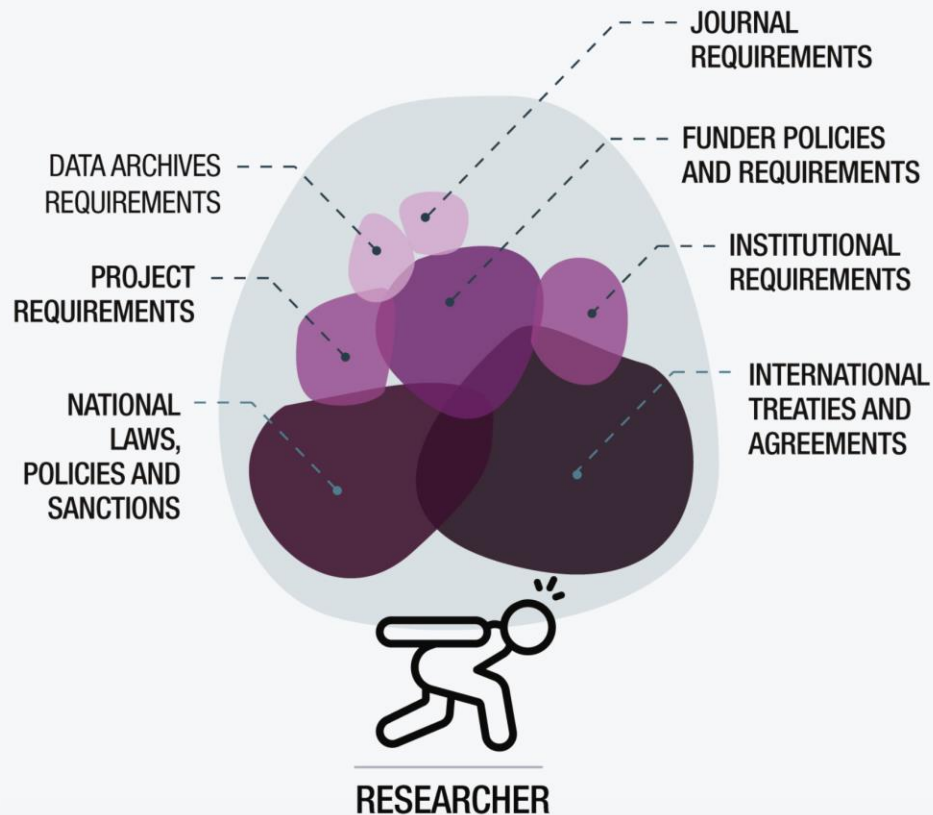 JOURNAL
REQUIREMENTS
FUNDER POLICIES
AND REQUIREMENTS
DATA ARCHIVES
REQUIREMENTS
INSTITUTIONAL
REQUIREMENTS
PROJECT
REQUIREMENTS
INTERNATIONAL
TREATIES AND
AGREEMENTS
NATIONAL
LAWS,
POLICIES AND
SANCTIONS
RESEARCHER